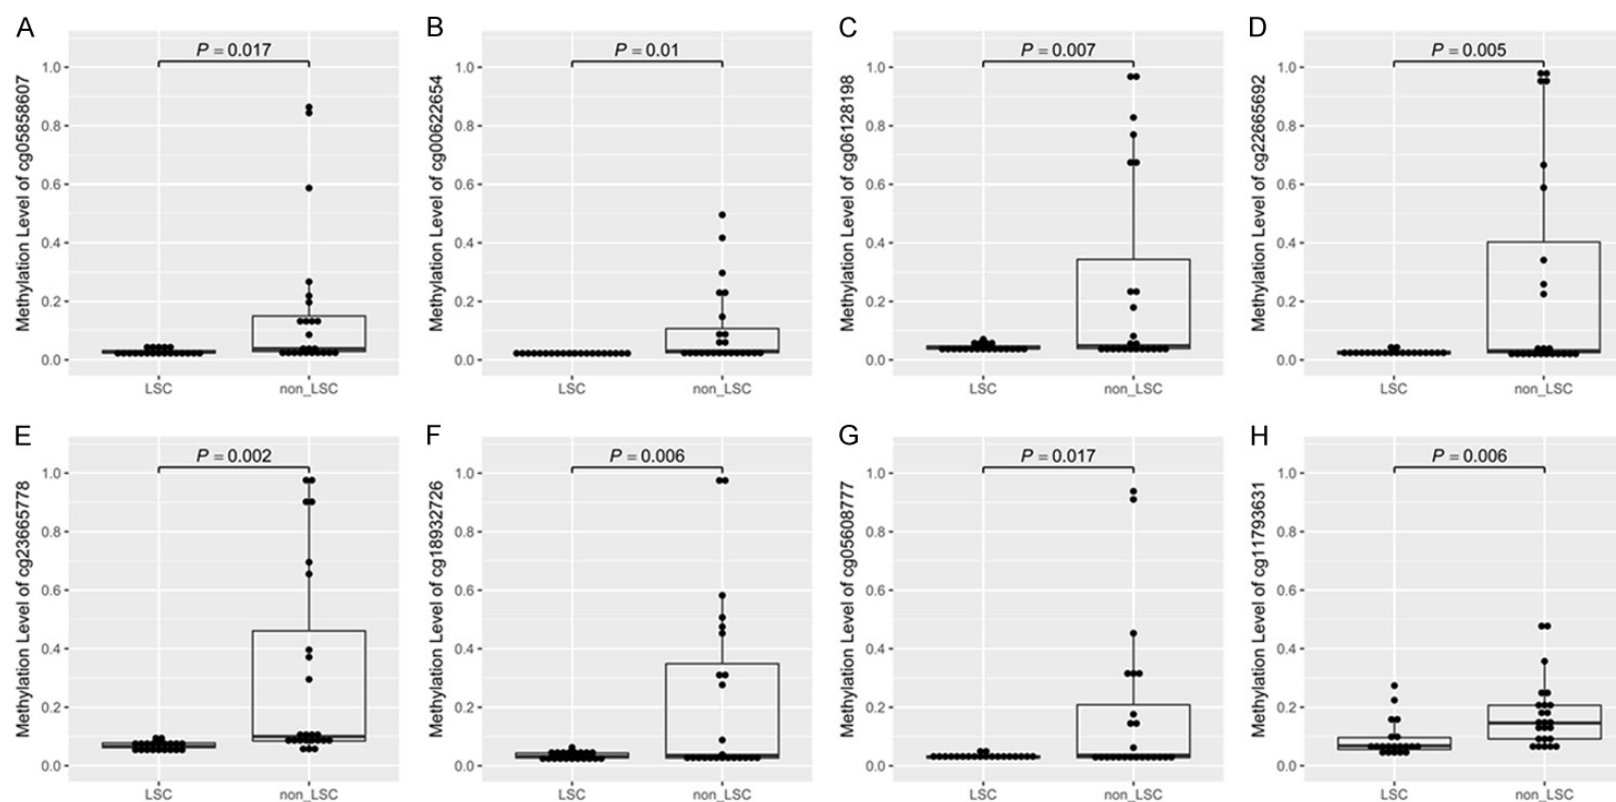 A
P = 0.017
Methylation Level of cg05858607
1.0
0.8
0.6
0.4
0.2
0.0
LSC
non_LSC
B
P = 0.01
Methylation Level of cg00622654
1.0
0.8
0.6
0.4
0.2
0.0
LSC
non_LSC
C
P = 0.007
Methylation Level of cg06128198
1.0
0.8
0.6
0.4
0.2
0.0
LSC
non_LSC
D
P = 0.005
Methylation Level of cg22665692
1.0
0.8
0.6
0.4
0.2
0.0
LSC
non_LSC
E
P = 0.002
Methylation Level of cg23665778
1.0
0.8
0.6
0.4
0.2
0.0
LSC
non_LSC
F
P = 0.006
Methylation Level of cg18932726
1.0
0.8
0.6
0.4
0.2
0.0
LSC
non_LSC
G
P = 0.017
Methylation Level of cg05608777
1.0
0.8
0.6
0.4
0.2
0.0
LSC
non_LSC
H
P = 0.006
Methylation Level of cg11793631
1.0
0.8
0.6
0.4
0.2
0.0
LSC
non_LSC